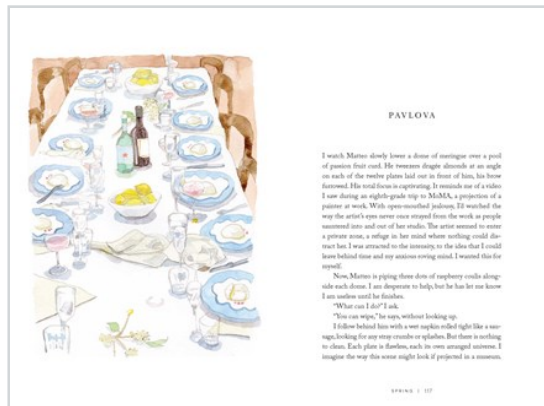 PAVLOVA
I watch Matteo slowly lower a dome of meringue over a pool
of passion fruit curd. He tweezers dragée almonds at an angle
on each of the twelve plates laid out in front of him, his brow
furrowed. His total focus is captivating. It reminds me of a video
I saw during an eighth-grade trip to MoMA, a projection of a
painter at work. With open-mouthed jealousy, I'd watched the
way the artist's eyes never once strayed from the work as people
sauntered into and out of her studio. The artist seemed to enter
a private zone, a refuge in her mind where nothing could dis-
tract her. I was attracted to the intensity, to the idea that I could
leave behind time and my anxious roving mind. I wanted this for
myself.
Now, Matteo is piping three dots of raspberry coulis along-
side each dome. I am desperate to help, but he has let me know
I am useless until he finishes.
"What can I do?" I ask.
"You can wipe," he says, without looking up.
I follow behind him with a wet napkin rolled tight like a sau-
sage, looking for any stray crumbs or splashes. But there is nothing
to clean. Each plate is flawless, each its own arranged universe. I
imagine the way this scene might look if projected in a museum.
SPRING | 117